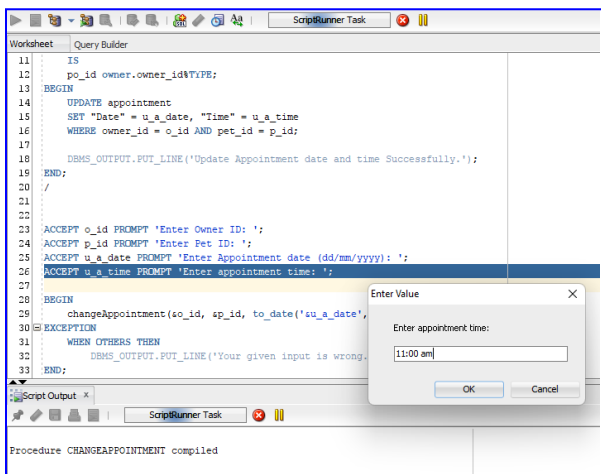 ScriptRunner Task
Worksheet Query Builder
11 IS
12 po_id owner.owner_id%TYPE;
13 BEGIN
14 UPDATE appointment
15 SET "Date" = u_a_date, "Time" = u_a_time
16 WHERE owner_id = o_id AND pet_id = p_id;
17
18 DBMS_OUTPUT.PUT_LINE('Update Appointment date and time Successfully.');
19 END;
20 /
21
22
23 ACCEPT o_id PROMPT 'Enter Owner ID: ';
24 ACCEPT p_id PROMPT 'Enter Pet ID: ';
25 ACCEPT u_a_date PROMPT 'Enter Appointment date (dd/mm/yyyy): ';
26 ACCEPT u_a_time PROMPT 'Enter appointment time: ';
27
28 BEGIN
29 changeAppointment(&o_id, &p_id, to_date('&u_a_date',
30 EXCEPTION
31 WHEN OTHERS THEN
32 DBMS_OUTPUT.PUT_LINE('Your given input is wrong.
33 END;
Enter Value
Enter appointment time:
11:00 am
OK Cancel
Script Output ×
ScriptRunner Task
Procedure CHANGEAPPOINTMENT compiled